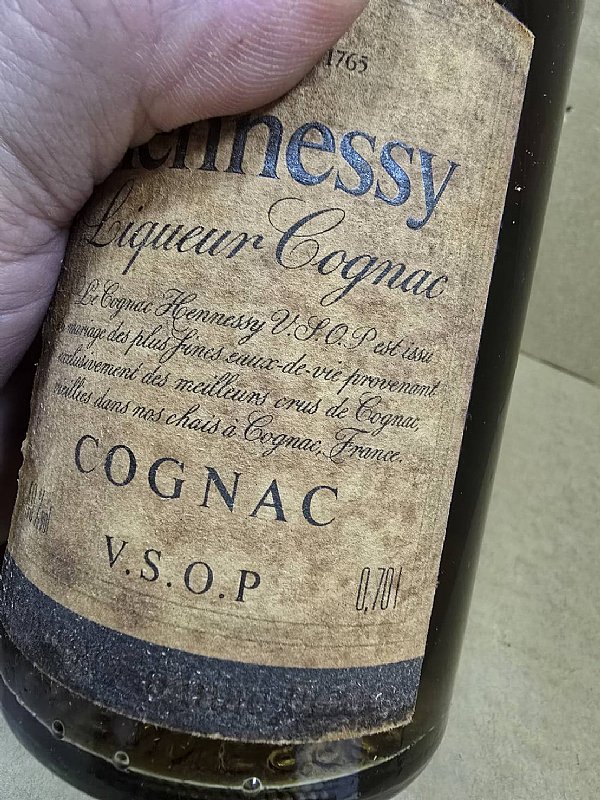 1765
Hennessy
Liqueur Cognac
Le Cognac Hennessy V.S.O.P est issu
mariage des plus fines eaux-de-vie provenant
exclusivement des meilleurs crus de Cognac,
vieillies dans nos chais à Cognac, France.
COGNAC
V.S.O.P
0,70 l